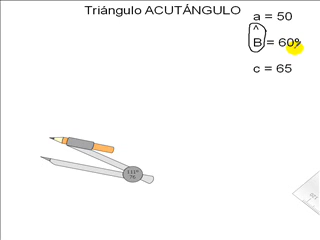 Triángulo ACUTÁNGULO
a = 50
B̂ = 60º
c = 65